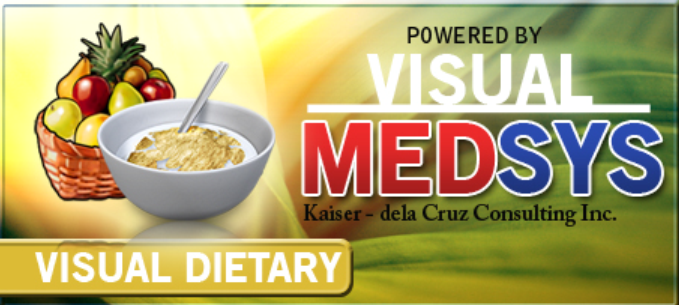 POWERED BY
VISUAL
MEDSYS
Kaiser - dela Cruz Consulting Inc.
VISUAL DIETARY